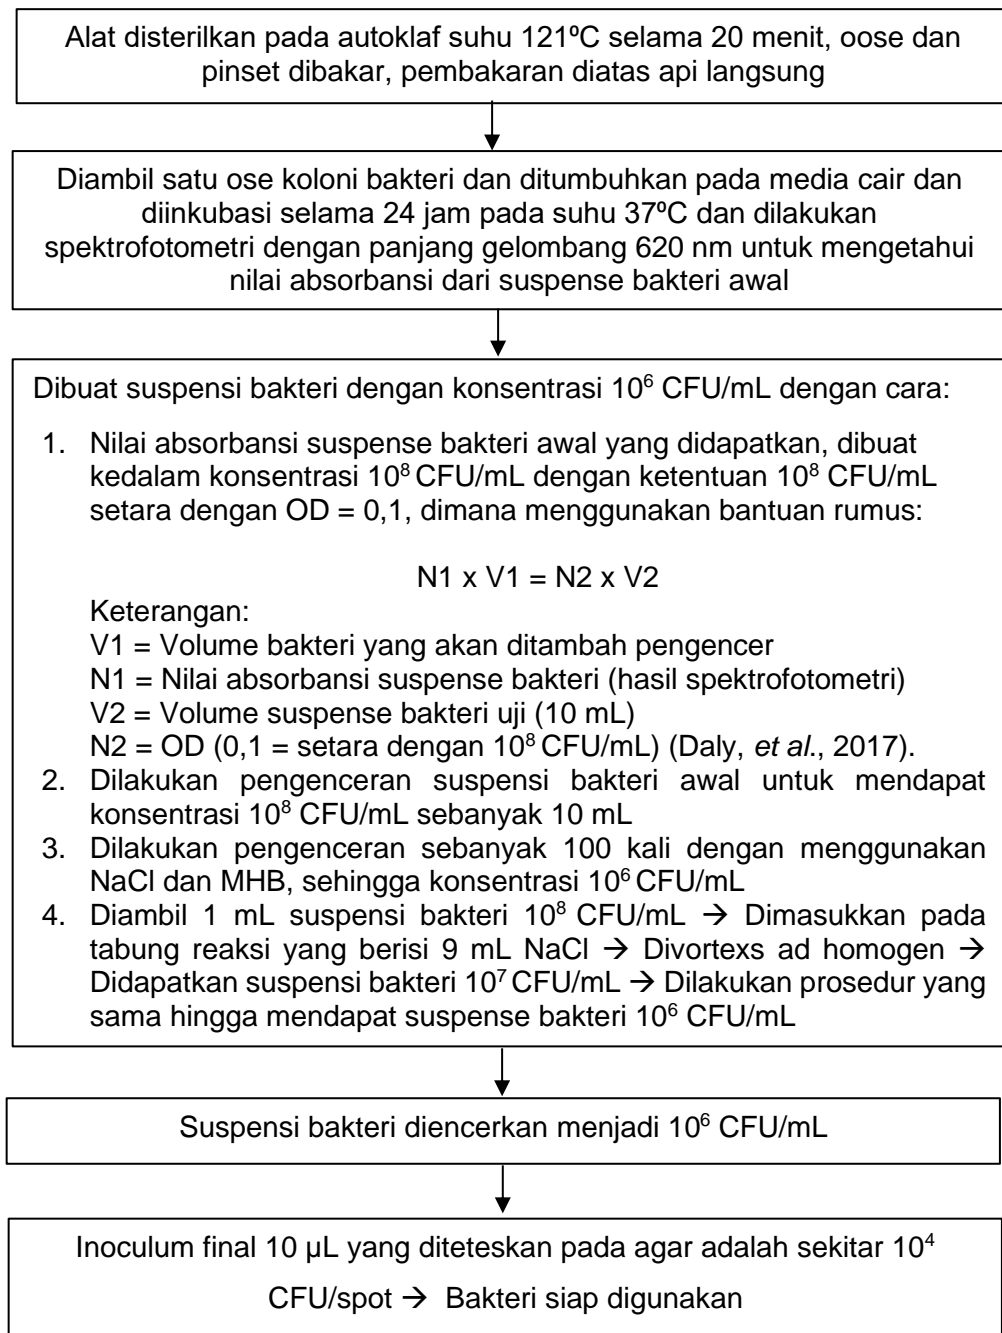 Alat disterilkan pada autoklaf suhu 121ºC selama 20 menit, oose dan
pinset dibakar, pembakaran diatas api langsung
Diambil satu ose koloni bakteri dan ditumbuhkan pada media cair dan
diinkubasi selama 24 jam pada suhu 37ºC dan dilakukan
spektrofotometri dengan panjang gelombang 620 nm untuk mengetahui
nilai absorbansi dari suspense bakteri awal
Dibuat suspensi bakteri dengan konsentrasi 10⁶ CFU/mL dengan cara:
1. Nilai absorbansi suspense bakteri awal yang didapatkan, dibuat
kedalam konsentrasi 10⁸ CFU/mL dengan ketentuan 10⁸ CFU/mL
setara dengan OD = 0,1, dimana menggunakan bantuan rumus:
N1 x V1 = N2 x V2
Keterangan:
V1 = Volume bakteri yang akan ditambah pengencer
N1 = Nilai absorbansi suspense bakteri (hasil spektrofotometri)
V2 = Volume suspense bakteri uji (10 mL)
N2 = OD (0,1 = setara dengan 10⁸ CFU/mL) (Daly, et al., 2017).
2. Dilakukan pengenceran suspensi bakteri awal untuk mendapat
konsentrasi 10⁸ CFU/mL sebanyak 10 mL
3. Dilakukan pengenceran sebanyak 100 kali dengan menggunakan
NaCl dan MHB, sehingga konsentrasi 10⁶ CFU/mL
4. Diambil 1 mL suspensi bakteri 10⁸ CFU/mL → Dimasukkan pada
tabung reaksi yang berisi 9 mL NaCl → Divortexs ad homogen →
Didapatkan suspensi bakteri 10⁷ CFU/mL → Dilakukan prosedur yang
sama hingga mendapat suspense bakteri 10⁶ CFU/mL
Suspensi bakteri diencerkan menjadi 10⁶ CFU/mL
Inoculum final 10 µL yang diteteskan pada agar adalah sekitar 10⁴
CFU/spot → Bakteri siap digunakan